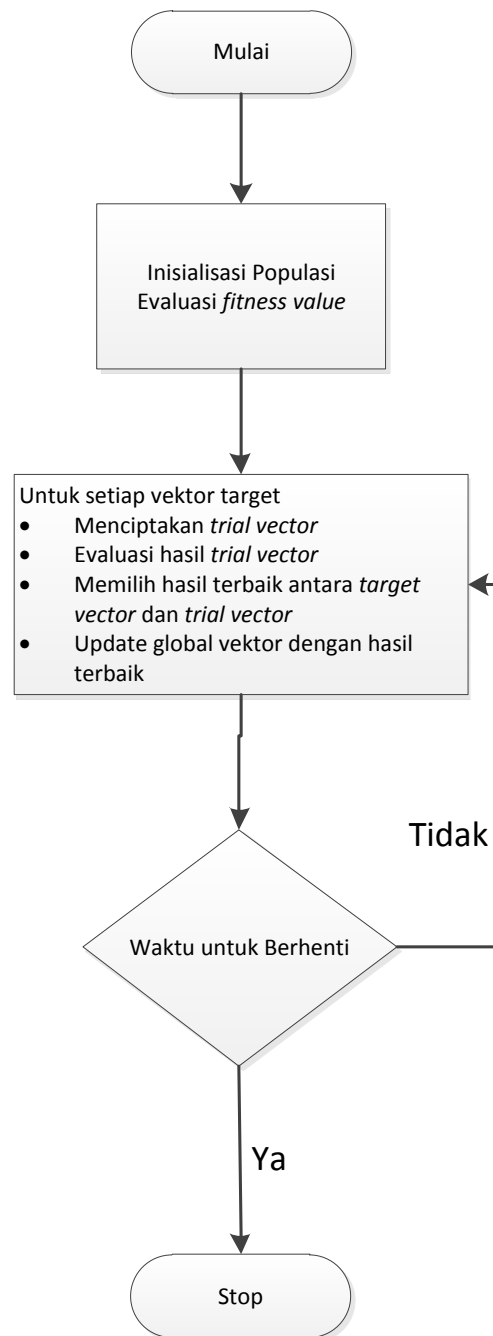 Mulai
Inisialisasi Populasi
Evaluasi fitness value
Untuk setiap vektor target
• Menciptakan trial vector
• Evaluasi hasil trial vector
• Memilih hasil terbaik antara target
vector dan trial vector
• Update global vektor dengan hasil
terbaik
Tidak
Waktu untuk Berhenti
Ya
Stop